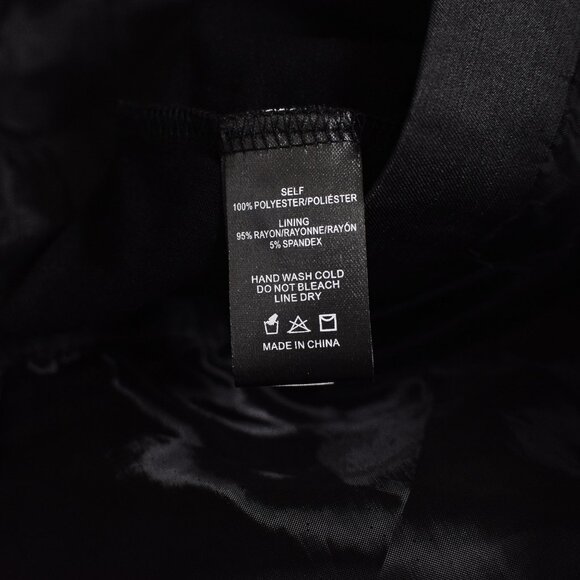 SELF
100% POLYESTER/POLIÉSTER
LINING
95% RAYON/RAYONNE/RAYÓN
5% SPANDEX
HAND WASH COLD
DO NOT BLEACH
LINE DRY
MADE IN CHINA